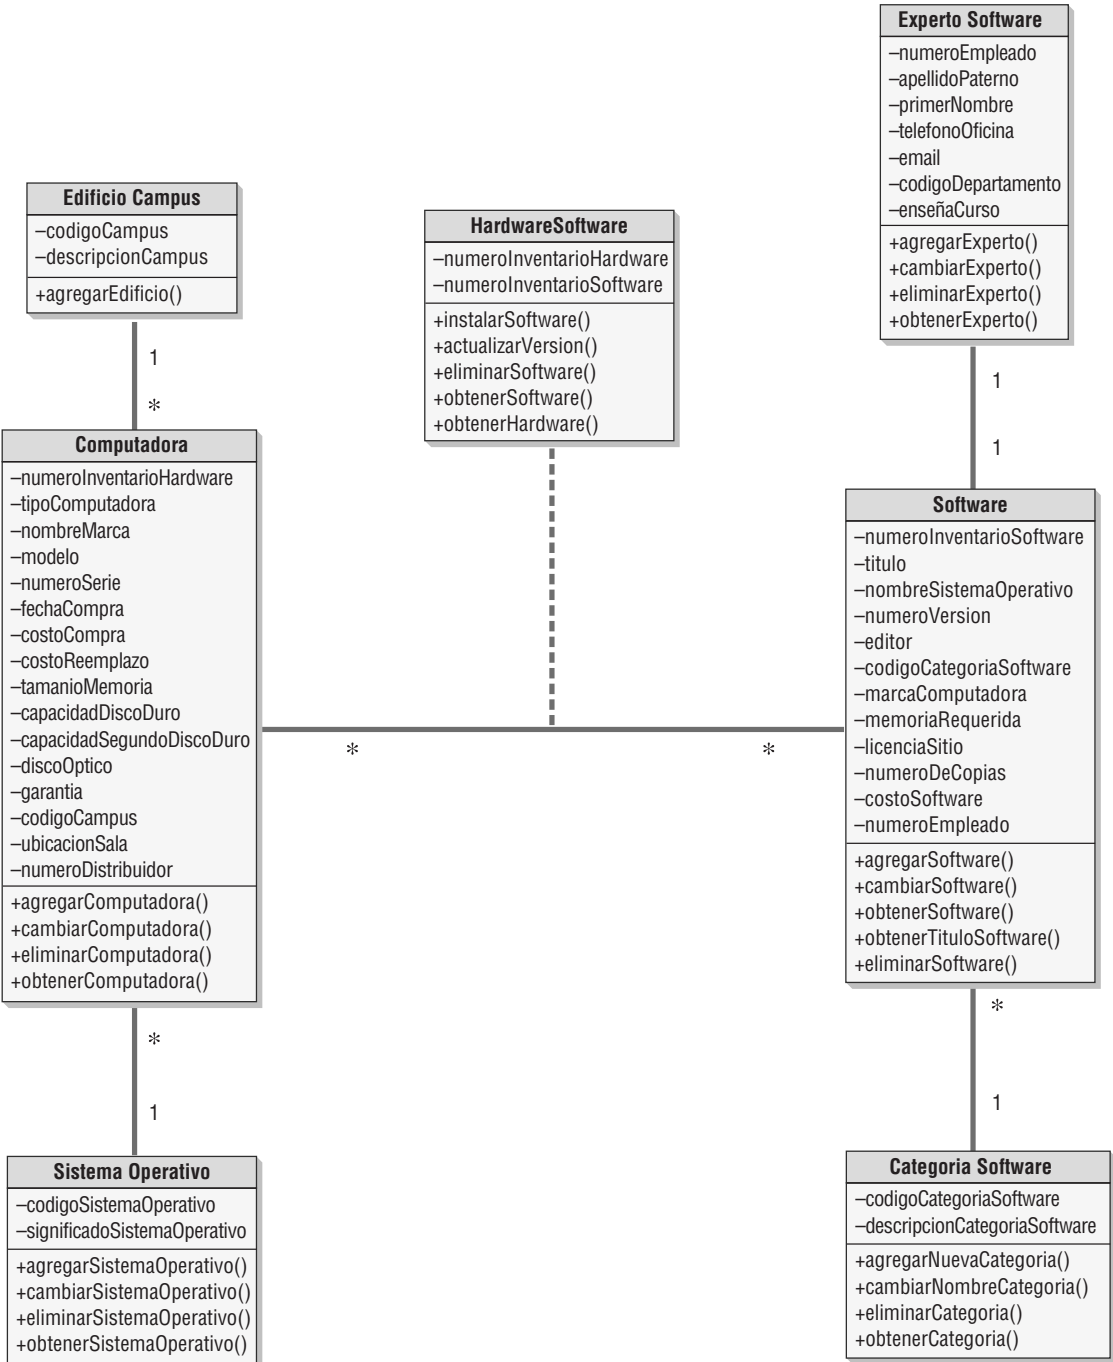 Experto Software
–numeroEmpleado
–apellidoPaterno
–primerNombre
–telefonoOficina
–email
–codigoDepartamento
–enseñaCurso
+agregarExperto()
+cambiarExperto()
+eliminarExperto()
+obtenerExperto()
1
1
Edificio Campus
–codigoCampus
–descripcionCampus
+agregarEdificio()
1
*
HardwareSoftware
–numeroInventarioHardware
–numeroInventarioSoftware
+instalarSoftware()
+actualizarVersion()
+eliminarSoftware()
+obtenerSoftware()
+obtenerHardware()
Computadora
–numeroInventarioHardware
–tipoComputadora
–nombreMarca
–modelo
–numeroSerie
–fechaCompra
–costoCompra
–costoReemplazo
–tamanioMemoria
–capacidadDiscoDuro
–capacidadSegundoDiscoDuro
–discoOptico
–garantia
–codigoCampus
–ubicacionSala
–numeroDistribuidor
+agregarComputadora()
+cambiarComputadora()
+eliminarComputadora()
+obtenerComputadora()
*
*
Software
–numeroInventarioSoftware
–titulo
–nombreSistemaOperativo
–numeroVersion
–editor
–codigoCategoriaSoftware
–marcaComputadora
–memoriaRequerida
–licenciaSitio
–numeroDeCopias
–costoSoftware
–numeroEmpleado
+agregarSoftware()
+cambiarSoftware()
+obtenerSoftware()
+obtenerTituloSoftware()
+eliminarSoftware()
*
1
*
1
Sistema Operativo
–codigoSistemaOperativo
–significadoSistemaOperativo
+agregarSistemaOperativo()
+cambiarSistemaOperativo()
+eliminarSistemaOperativo()
+obtenerSistemaOperativo()
Categoria Software
–codigoCategoriaSoftware
–descripcionCategoriaSoftware
+agregarNuevaCategoria()
+cambiarNombreCategoria()
+eliminarCategoria()
+obtenerCategoria()